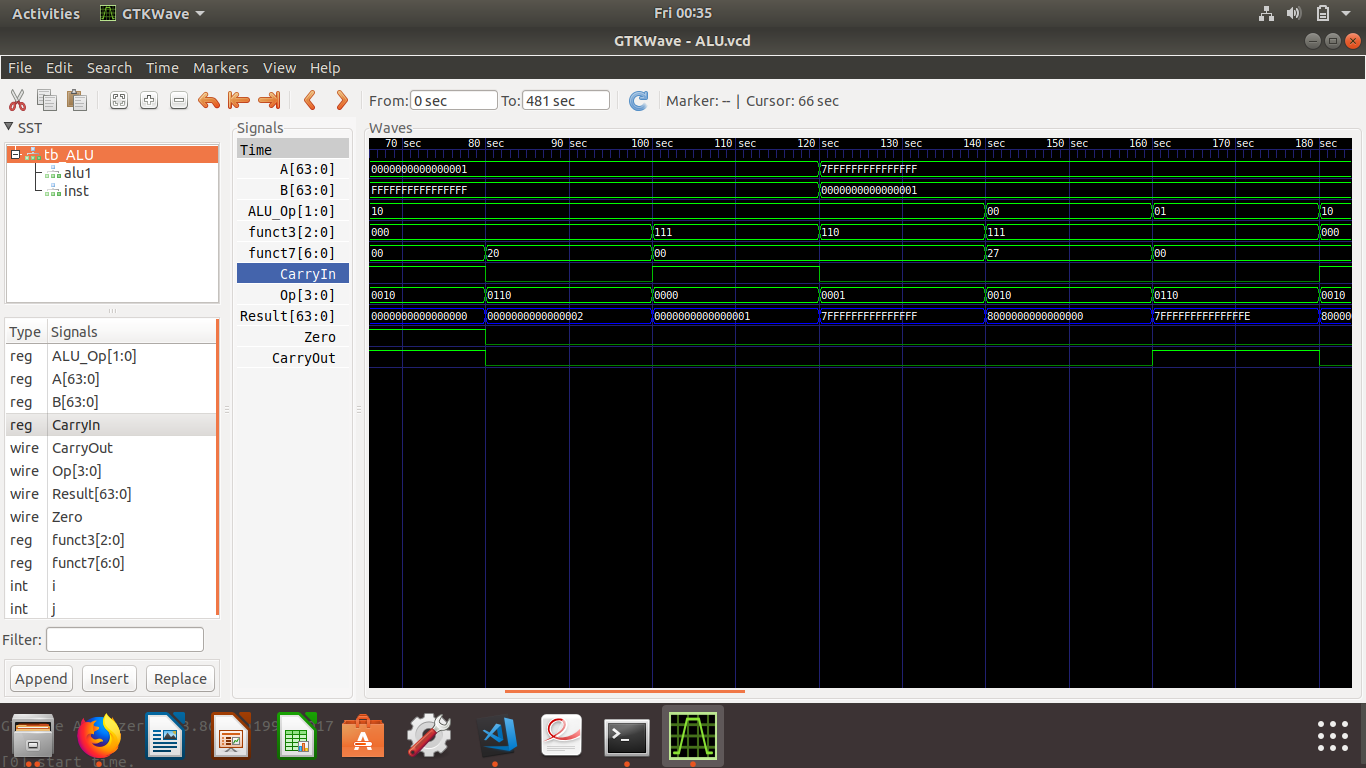 Activities GTKWave Fri 00:35
GTKWave - ALU.vcd
File Edit Search Time Markers View Help
From: 0 sec To: 481 sec Marker: -- | Cursor: 66 sec
SST
tb_ALU
alu1
inst
Type Signals
reg ALU_Op[1:0]
reg A[63:0]
reg B[63:0]
reg CarryIn
wire CarryOut
wire Op[3:0]
wire Result[63:0]
wire Zero
reg funct3[2:0]
reg funct7[6:0]
int i
int j
Filter:
Append Insert Replace
Signals
Time
A[63:0]
B[63:0]
ALU_Op[1:0]
funct3[2:0]
funct7[6:0]
CarryIn
Op[3:0]
Result[63:0]
Zero
CarryOut
Waves
70 sec 80 sec 90 sec 100 sec 110 sec 120 sec 130 sec 140 sec 150 sec 160 sec 170 sec 180 sec
0000000000000001 7FFFFFFFFFFFFFFF
FFFFFFFFFFFFFFFF 0000000000000001
10 00 01 10
000 111 110 111 000
00 20 00 27 00
0010 0110 0000 0001 0010 0110 0010
0000000000000000 0000000000000002 0000000000000001 7FFFFFFFFFFFFFFF 8000000000000000 7FFFFFFFFFFFFFFE 80000
[0] start time.